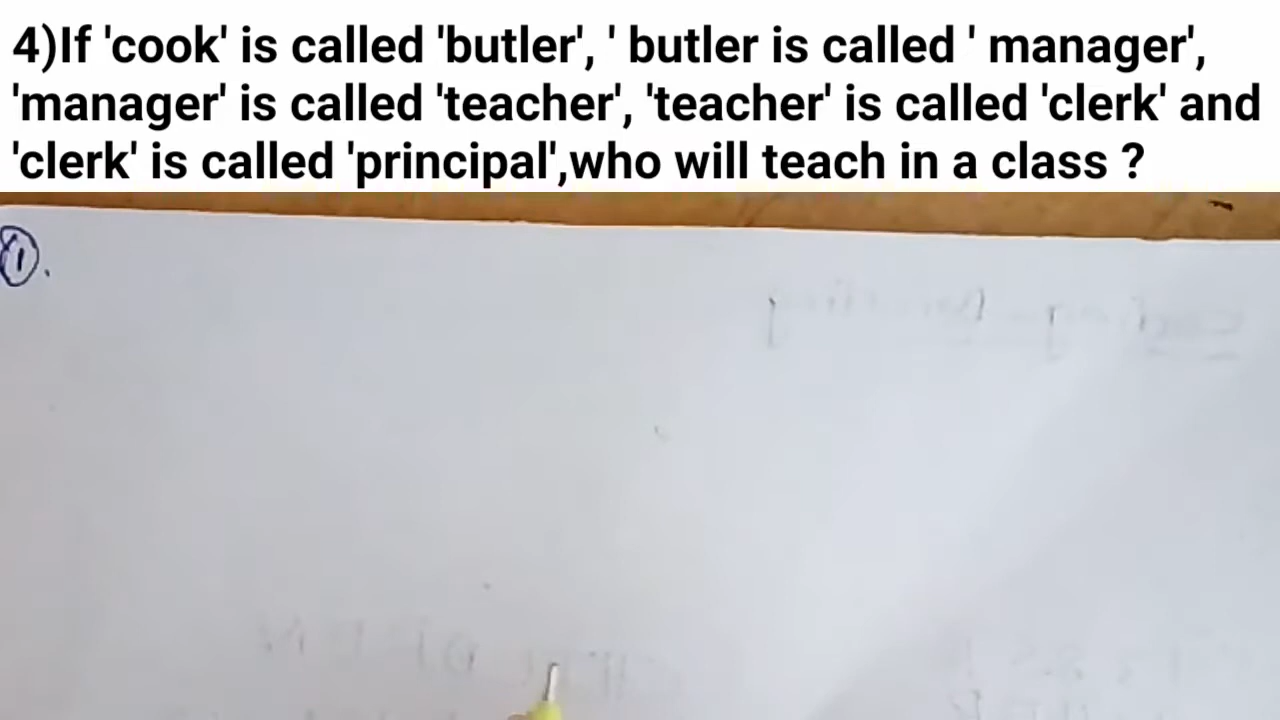 4)If 'cook' is called 'butler', ' butler is called ' manager',
'manager' is called 'teacher', 'teacher' is called 'clerk' and
'clerk' is called 'principal',who will teach in a class ?
1.